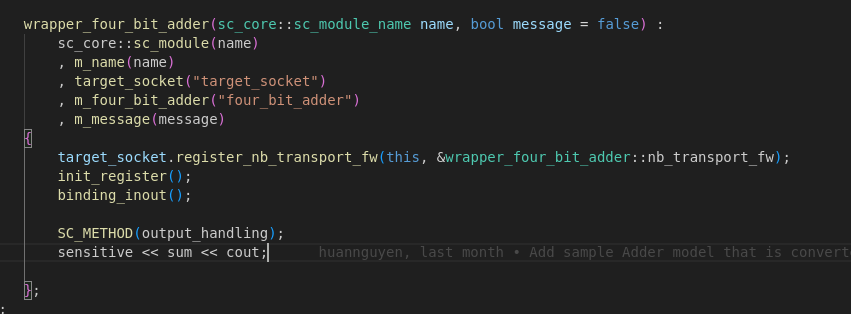 wrapper_four_bit_adder(sc_core::sc_module_name name, bool message = false) :
sc_core::sc_module(name)
, m_name(name)
, target_socket("target_socket")
, m_four_bit_adder("four_bit_adder")
, m_message(message)
{
target_socket.register_nb_transport_fw(this, &wrapper_four_bit_adder::nb_transport_fw);
init_register();
binding_inout();
SC_METHOD(output_handling);
sensitive << sum << cout; huannguyen, last month • Add sample Adder model that is convert
};
;